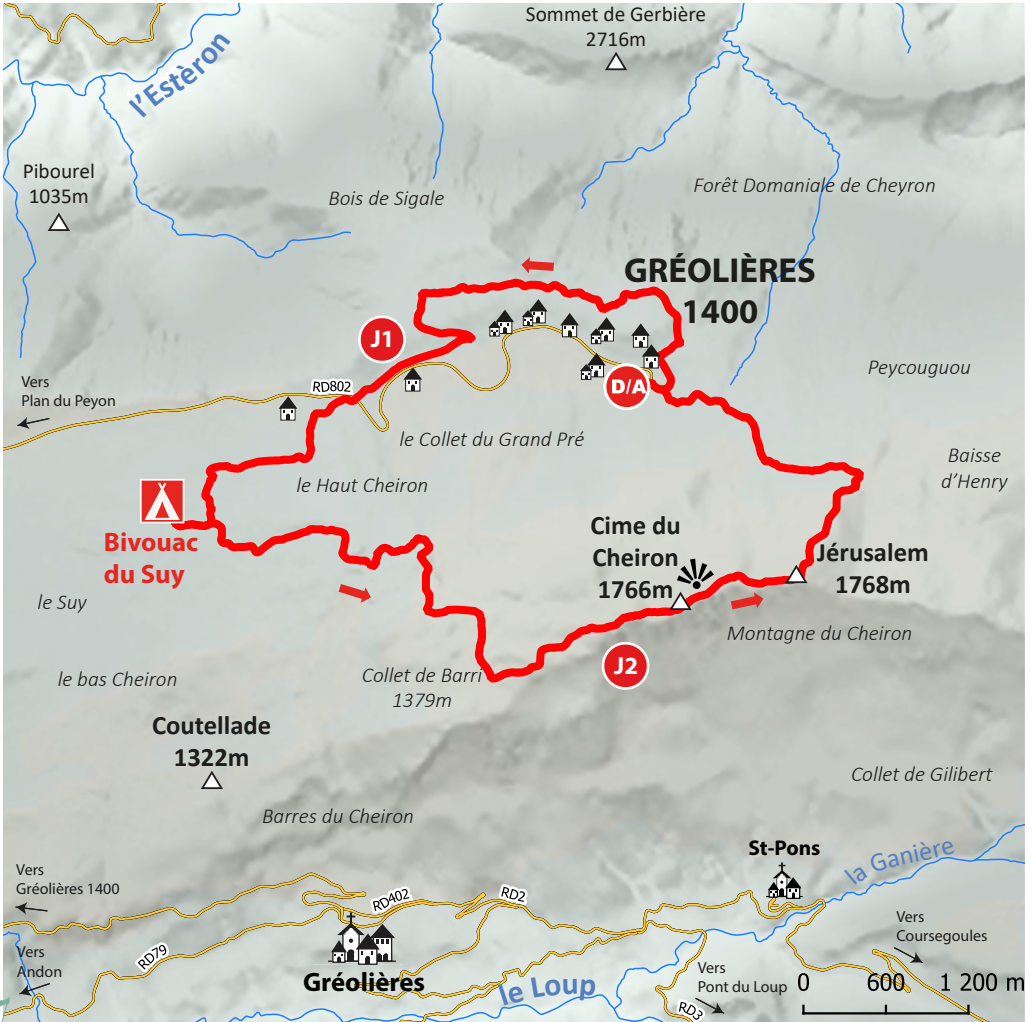 Sommet de Gerbière
2716m
l'Estèron
Pibourel
1035m
Bois de Sigale
Forêt Domaniale de Cheyron
GRÉOLIÈRES
1400
J1
D/A
Peycouguou
Vers
Plan du Peyon
RD802
le Collet du Grand Pré
Baisse
d'Henry
le Haut Cheiron
Bivouac
du Suy
Cime du
Cheiron
1766m
Jérusalem
1768m
le Suy
Montagne du Cheiron
J2
le bas Cheiron
Collet de Barri
1379m
Coutellade
1322m
Collet de Gilibert
Barres du Cheiron
St-Pons
la Ganière
Vers
Gréolières 1400
RD402
RD2
Vers
Coursegoules
Vers
Andon
RD79
Gréolières
le Loup
Vers
Pont du Loup
RD3
0 600 1 200 m